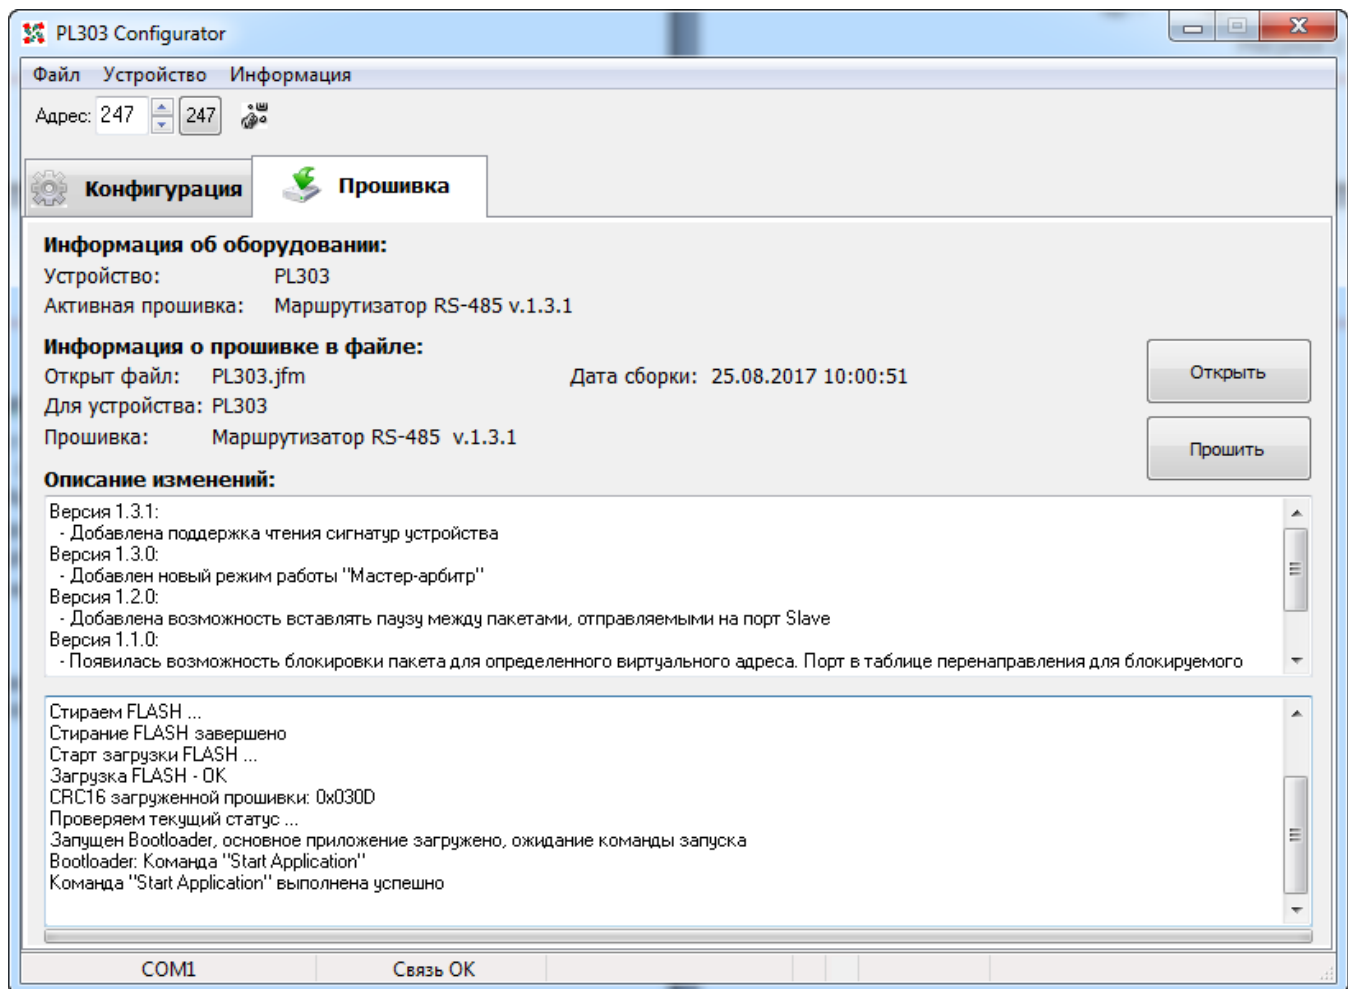 PL303 Configurator
Файл Устройство Информация
Адрес: 247 247
Конфигурация Прошивка
Информация об оборудовании:
Устройство: PL303
Активная прошивка: Маршрутизатор RS-485 v.1.3.1
Информация о прошивке в файле:
Открыт файл: PL303.jfm Дата сборки: 25.08.2017 10:00:51
Открыть
Для устройства: PL303
Прошивка: Маршрутизатор RS-485 v.1.3.1
Прошить
Описание изменений:
Версия 1.3.1:
- Добавлена поддержка чтения сигнатур устройства
Версия 1.3.0:
- Добавлен новый режим работы "Мастер-арбитр"
Версия 1.2.0:
- Добавлена возможность вставлять паузу между пакетами, отправляемыми на порт Slave
Версия 1.1.0:
- Появилась возможность блокировки пакета для определенного виртуального адреса. Порт в таблице перенаправления для блокируемого
Стираем FLASH ...
Стирание FLASH завершено
Старт загрузки FLASH ...
Загрузка FLASH - OK
CRC16 загруженной прошивки: 0x030D
Проверяем текущий статус ...
Запущен Bootloader, основное приложение загружено, ожидание команды запуска
Bootloader: Команда "Start Application"
Команда "Start Application" выполнена успешно
COM1 Связь OK